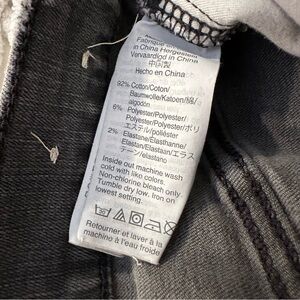 Fabriqué
in China Hergestellt
Vervaardigd in China
中国製
Hecho en China
92% Cotton/Coton/
Baumwolle/Katoen/綿/
algodón
6% Polyester/Polyester/
Polyester/Polyester/ポリ
エステル/poliéster
2% Elastane/Elasthanne/
Elastan/Elastaan/エラス
テーン/elastano
Inside out machine wash
cold with like colors.
Non-chlorine bleach only
Tumble dry low. Iron on
lowest setting.
Retourner et laver à la
machine à l'eau froide